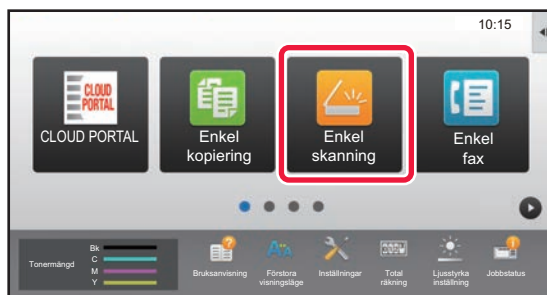 10:15
CLOUD
PORTAL
CLOUD PORTAL
Enkel
kopiering
Enkel
skanning
Enkel
fax
Tonermängd
Bk
C
M
Y
Bruksanvisning
Förstora
visningsläge
Inställningar
Total
räkning
Ljusstyrka
inställning
Jobbstatus